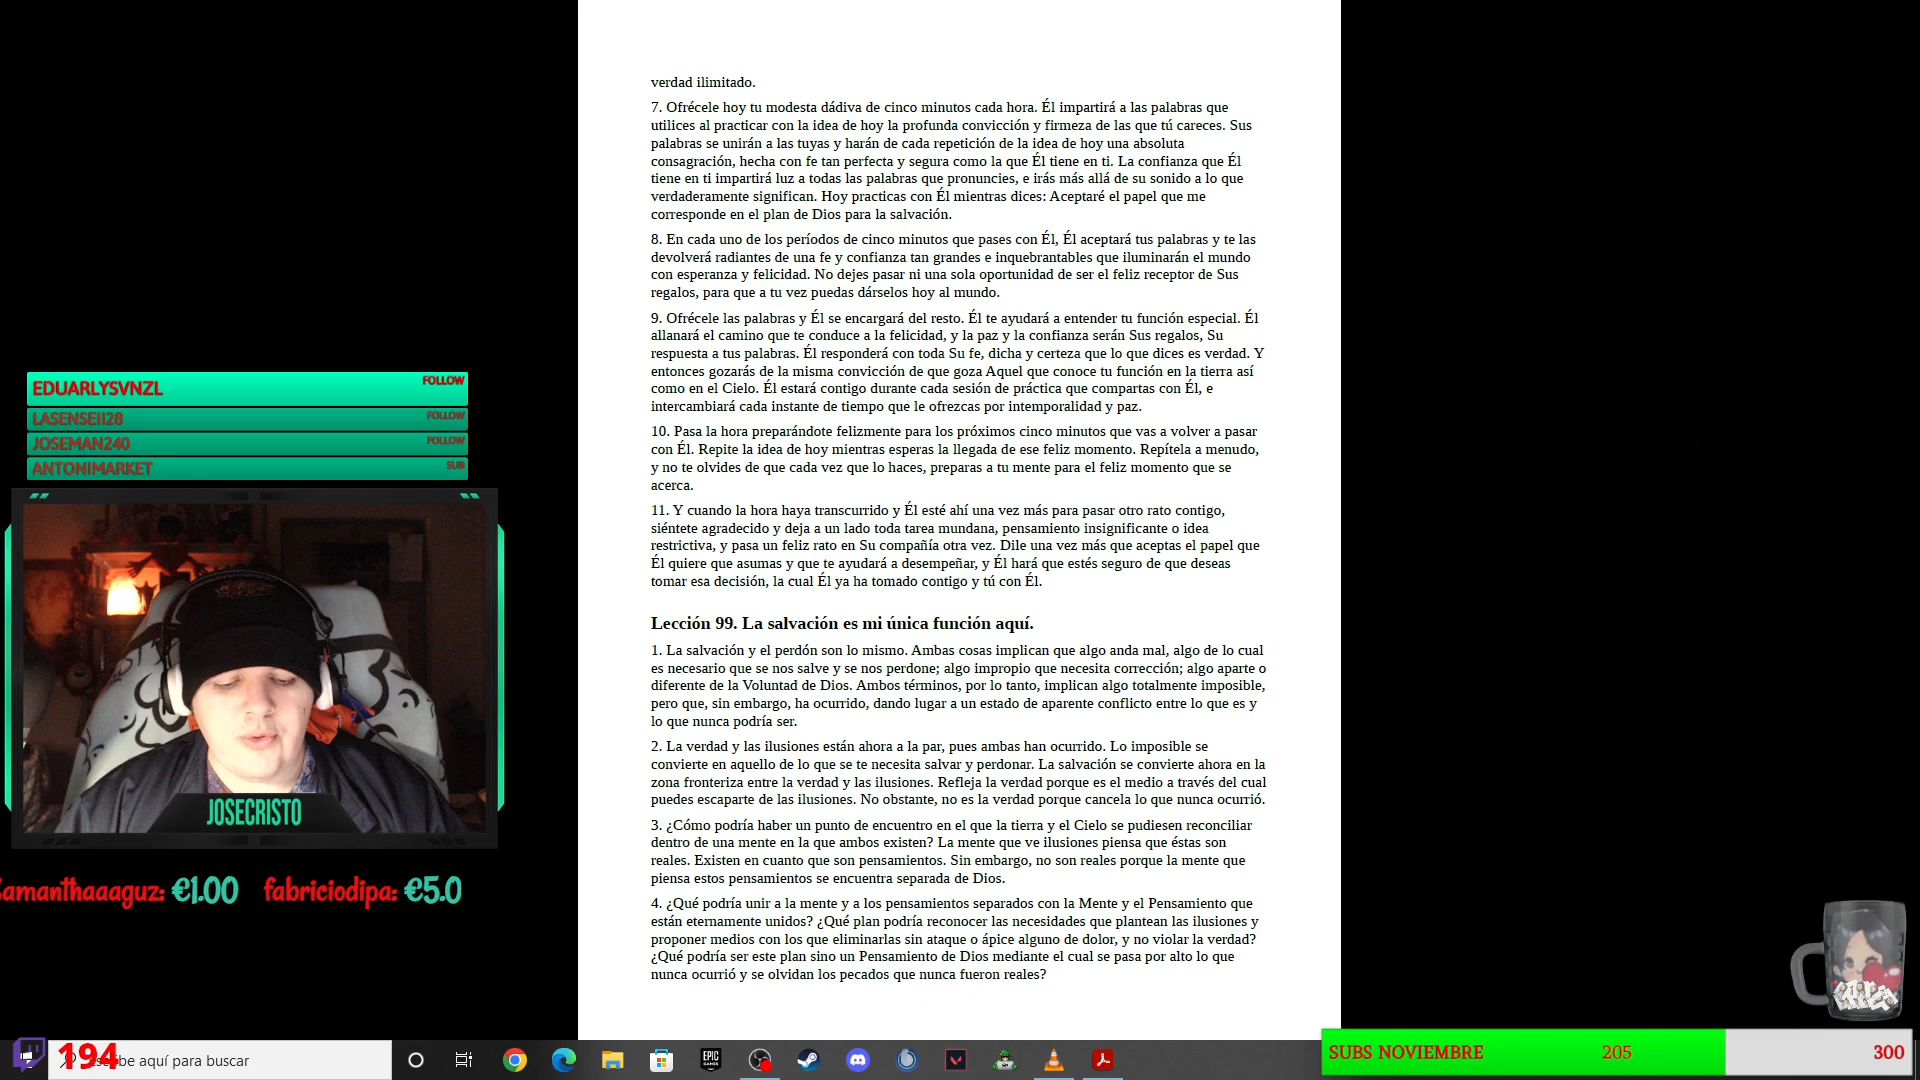 verdad ilimitado.
7. Ofrécele hoy tu modesta dádiva de cinco minutos cada hora. Él impartirá a las palabras que
utilices al practicar con la idea de hoy la profunda convicción y firmeza de las que tú careces. Sus
palabras se unirán a las tuyas y harán de cada repetición de la idea de hoy una absoluta
consagración, hecha con fe tan perfecta y segura como la que Él tiene en ti. La confianza que Él
tiene en ti impartirá luz a todas las palabras que pronuncies, e irás más allá de su sonido a lo que
verdaderamente significan. Hoy practicas con Él mientras dices: Aceptaré el papel que me
corresponde en el plan de Dios para la salvación.
8. En cada uno de los períodos de cinco minutos que pases con Él, Él aceptará tus palabras y te las
devolverá radiantes de una fe y confianza tan grandes e inquebrantables que iluminarán el mundo
con esperanza y felicidad. No dejes pasar ni una sola oportunidad de ser el feliz receptor de Sus
regalos, para que a tu vez puedas dárselos hoy al mundo.
9. Ofrécele las palabras y Él se encargará del resto. Él te ayudará a entender tu función especial. Él
allanará el camino que te conduce a la felicidad, y la paz y la confianza serán Sus regalos, Su
respuesta a tus palabras. Él responderá con toda Su fe, dicha y certeza que lo que dices es verdad. Y
entonces gozarás de la misma convicción de que goza Aquel que conoce tu función en la tierra así
como en el Cielo. Él estará contigo durante cada sesión de práctica que compartas con Él, e
intercambiará cada instante de tiempo que le ofrezcas por intemporalidad y paz.
10. Pasa la hora preparándote felizmente para los próximos cinco minutos que vas a volver a pasar
con Él. Repite la idea de hoy mientras esperas la llegada de ese feliz momento. Repítela a menudo,
y no te olvides de que cada vez que lo haces, preparas a tu mente para el feliz momento que se
acerca.
11. Y cuando la hora haya transcurrido y Él esté ahí una vez más para pasar otro rato contigo,
siéntete agradecido y deja a un lado toda tarea mundana, pensamiento insignificante o idea
restrictiva, y pasa un feliz rato en Su compañía otra vez. Dile una vez más que aceptas el papel que
Él quiere que asumas y que te ayudará a desempeñar, y Él hará que estés seguro de que deseas
tomar esa decisión, la cual Él ya ha tomado contigo y tú con Él.
Lección 99. La salvación es mi única función aquí.
1. La salvación y el perdón son lo mismo. Ambas cosas implican que algo anda mal, algo de lo cual
es necesario que se nos salve y se nos perdone; algo impropio que necesita corrección; algo aparte o
diferente de la Voluntad de Dios. Ambos términos, por lo tanto, implican algo totalmente imposible,
pero que, sin embargo, ha ocurrido, dando lugar a un estado de aparente conflicto entre lo que es y
lo que nunca podría ser.
2. La verdad y las ilusiones están ahora a la par, pues ambas han ocurrido. Lo imposible se
convierte en aquello de lo que se te necesita salvar y perdonar. La salvación se convierte ahora en la
zona fronteriza entre la verdad y las ilusiones. Refleja la verdad porque es el medio a través del cual
puedes escaparte de las ilusiones. No obstante, no es la verdad porque cancela lo que nunca ocurrió.
3. ¿Cómo podría haber un punto de encuentro en el que la tierra y el Cielo se pudiesen reconciliar
dentro de una mente en la que ambos existen? La mente que ve ilusiones piensa que éstas son
reales. Existen en cuanto que son pensamientos. Sin embargo, no son reales porque la mente que
piensa estos pensamientos se encuentra separada de Dios.
4. ¿Qué podría unir a la mente y a los pensamientos separados con la Mente y el Pensamiento que
están eternamente unidos? ¿Qué plan podría reconocer las necesidades que plantean las ilusiones y
proponer medios con los que eliminarlas sin ataque o ápice alguno de dolor, y no violar la verdad?
¿Qué podría ser este plan sino un Pensamiento de Dios mediante el cual se pasa por alto lo que
nunca ocurrió y se olvidan los pecados que nunca fueron reales?
EDUARLYSVNZL FOLLOW
LASENSEII28 FOLLOW
JOSEMAN240 FOLLOW
ANTONIMARKET SUB
JOSECRISTO
amanthaaaguz: €1.00 fabriciodipa: €5.0
194
be aquí para buscar
EPIC GAMES
SUBS NOVIEMBRE 205 300